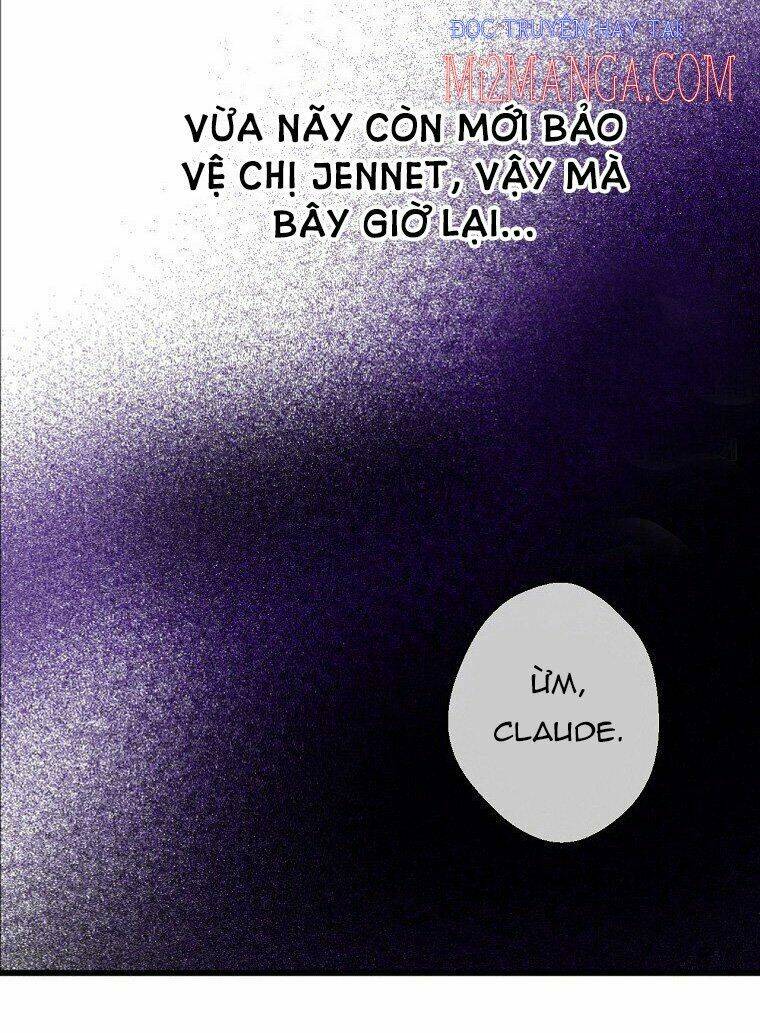 ĐỌC TRUYỆN HAY TẠI
MI2MANGA.COM
VỪA NÃY CÒN MỚI BẢO
VỆ CHỊ JENNET, VẬY MÀ
BÂY GIỜ LẠI...
ỪM,
CLAUDE.